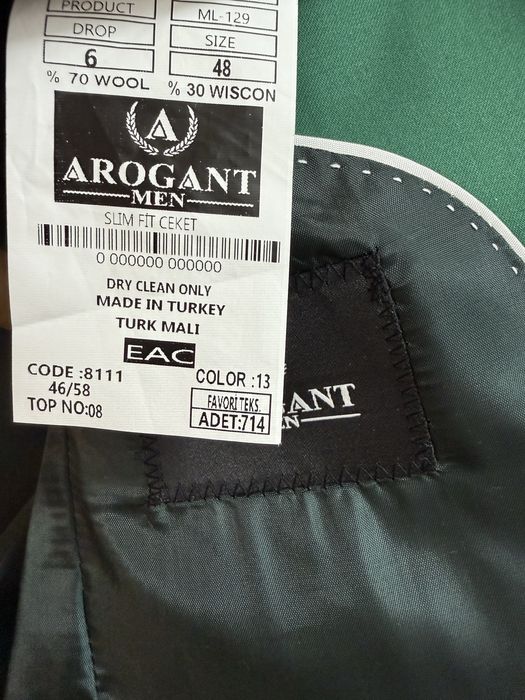 PRODUCT
ML-129
DROP
SIZE
6
48
% 70 WOOL
% 30 WISCON
A
AROGANT
MEN
SLIM FİT CEKET
0 000000 000000
DRY CLEAN ONLY
MADE IN TURKEY
TURK MALI
EAC
CODE :8111
COLOR :13
46/58
FAVORİ TEKS.
TOP NO:08
ADET:714
GANT
EN